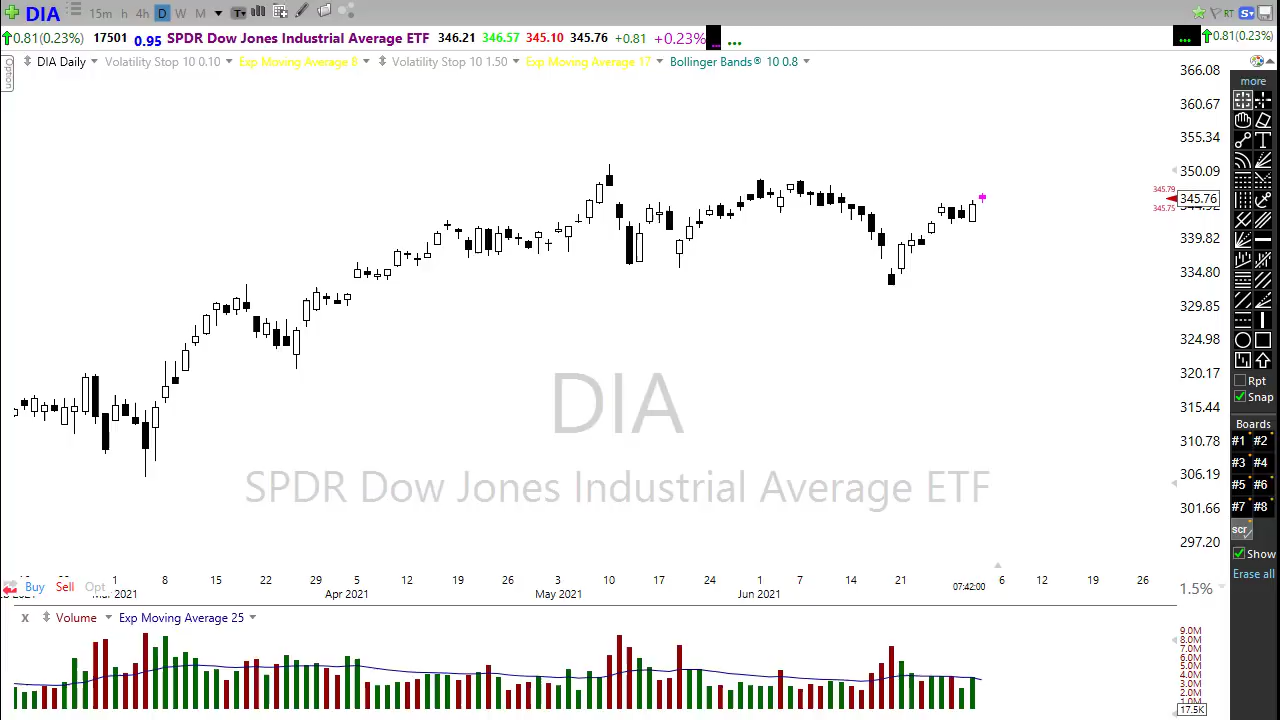 DIA 15m h 4h D W M T RT S
0.81(0.23%) 17501 0.95 SPDR Dow Jones Industrial Average ETF 346.21 346.57 345.10 345.76 +0.81 +0.23% ... ... 0.81(0.23%)
Option
DIA Daily Volatility Stop 10 0.10 Exp Moving Average 8 Volatility Stop 10 1.50 Exp Moving Average 17 Bollinger Bands® 10 0.8
366.08
more
360.67
355.34
350.09
345.79
345.76
345.75
339.82
334.80
329.85
324.98
320.17
315.44
310.78
306.19
301.66
297.20
Rpt
Snap
Boards
#1 #2
#3 #4
#5 #6
#7 #8
scr
Show
Erase all
DIA
SPDR Dow Jones Industrial Average ETF
1 8 15 22 29 5 12 19 26 3 10 17 24 1 7 14 21 6 12 19 26
Buy Sell Opt 07:42:00 1.5%
2021 Apr 2021 May 2021 Jun 2021
X Volume Exp Moving Average 25
9.0M
8.0M
7.0M
6.0M
5.0M
4.0M
3.0M
2.0M
17.5K